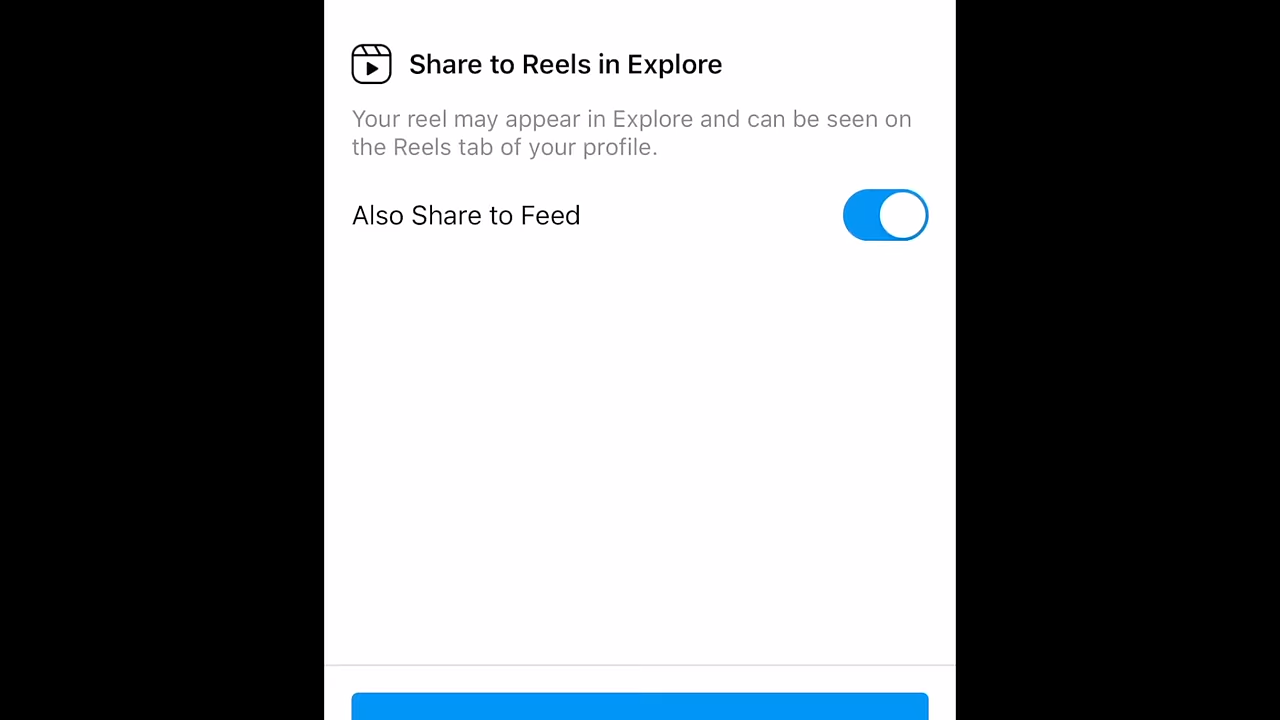 Share to Reels in Explore
Your reel may appear in Explore and can be seen on
the Reels tab of your profile.
Also Share to Feed